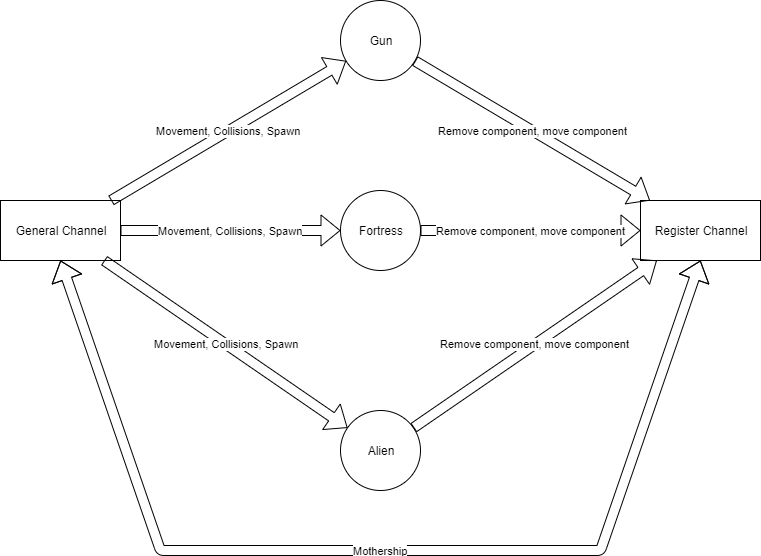 Gun
Movement, Collisions, Spawn
Remove component, move component
General Channel
Movement, Collisions, Spawn
Fortress
Remove component, move component
Register Channel
Movement, Collisions, Spawn
Remove component, move component
Alien
Mothership